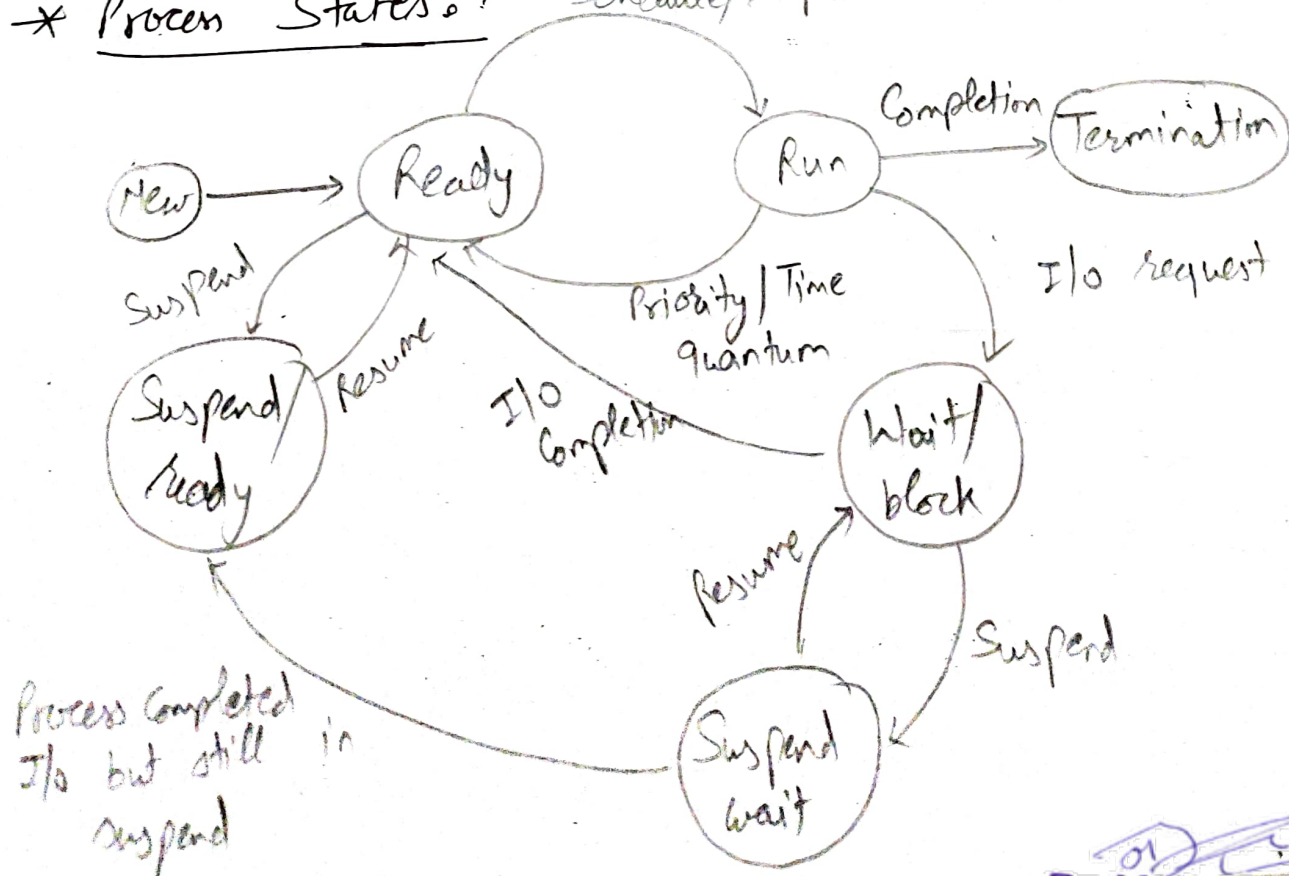 * Process States :
Completion
Termination
Run
Ready
New
I/O request
Suspend
Priority / Time
quantum
Resume
I/O
Completion
Suspend/
ready
Wait/
block
Resume
Suspend
Process Completed
I/o but still in
suspend
Suspend
wait